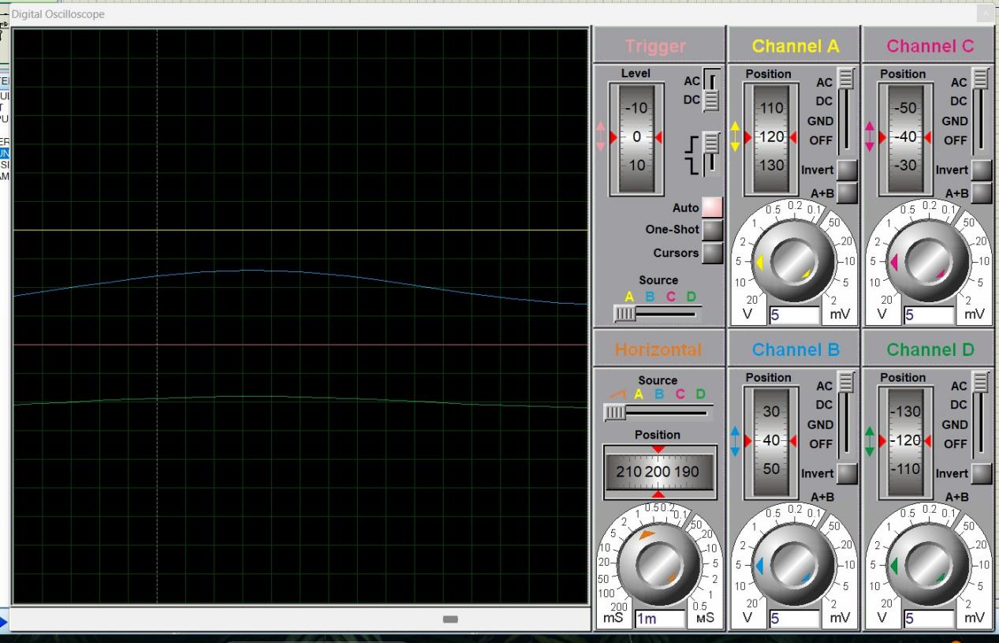 Digital Oscilloscope
Trigger
Level
-10
0
10
AC
DC
Auto
One-Shot
Cursors
Source
A B C D
Channel A
Position
110
120
130
AC
DC
GND
OFF
Invert
A+B
20 10 5 2 1 0.5 0.2 0.1 50 20 10 5 2
V 5 mV
Channel C
Position
-50
-40
-30
AC
DC
GND
OFF
Invert
A+B
20 10 5 2 1 0.5 0.2 0.1 50 20 10 5 2
V 5 mV
Horizontal
Source
A B C D
Position
210 200 190
200 100 50 20 10 5 2 1 0.5 0.2 0.1 50 20 10 5 2 1 0.5
mS 1m мS
Channel B
Position
30
40
50
AC
DC
GND
OFF
Invert
A+B
20 10 5 2 1 0.5 0.2 0.1 50 20 10 5 2
V 5 mV
Channel D
Position
-130
-120
-110
AC
DC
GND
OFF
Invert
A+B
20 10 5 2 1 0.5 0.2 0.1 50 20 10 5 2
V 5 mV